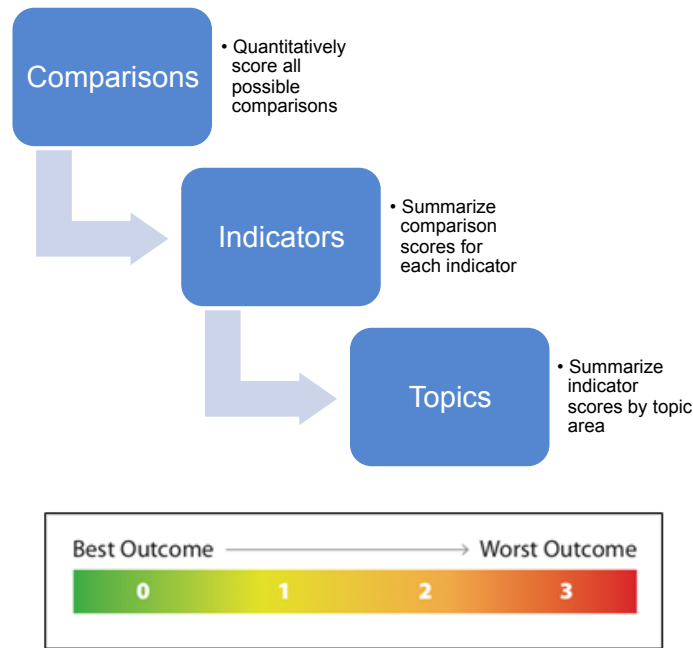 Comparisons
• Quantitatively
score all
possible
comparisons
Indicators
• Summarize
comparison
scores for
each indicator
Topics
• Summarize
indicator
scores by topic
area
Best Outcome Worst Outcome
0 1 2 3